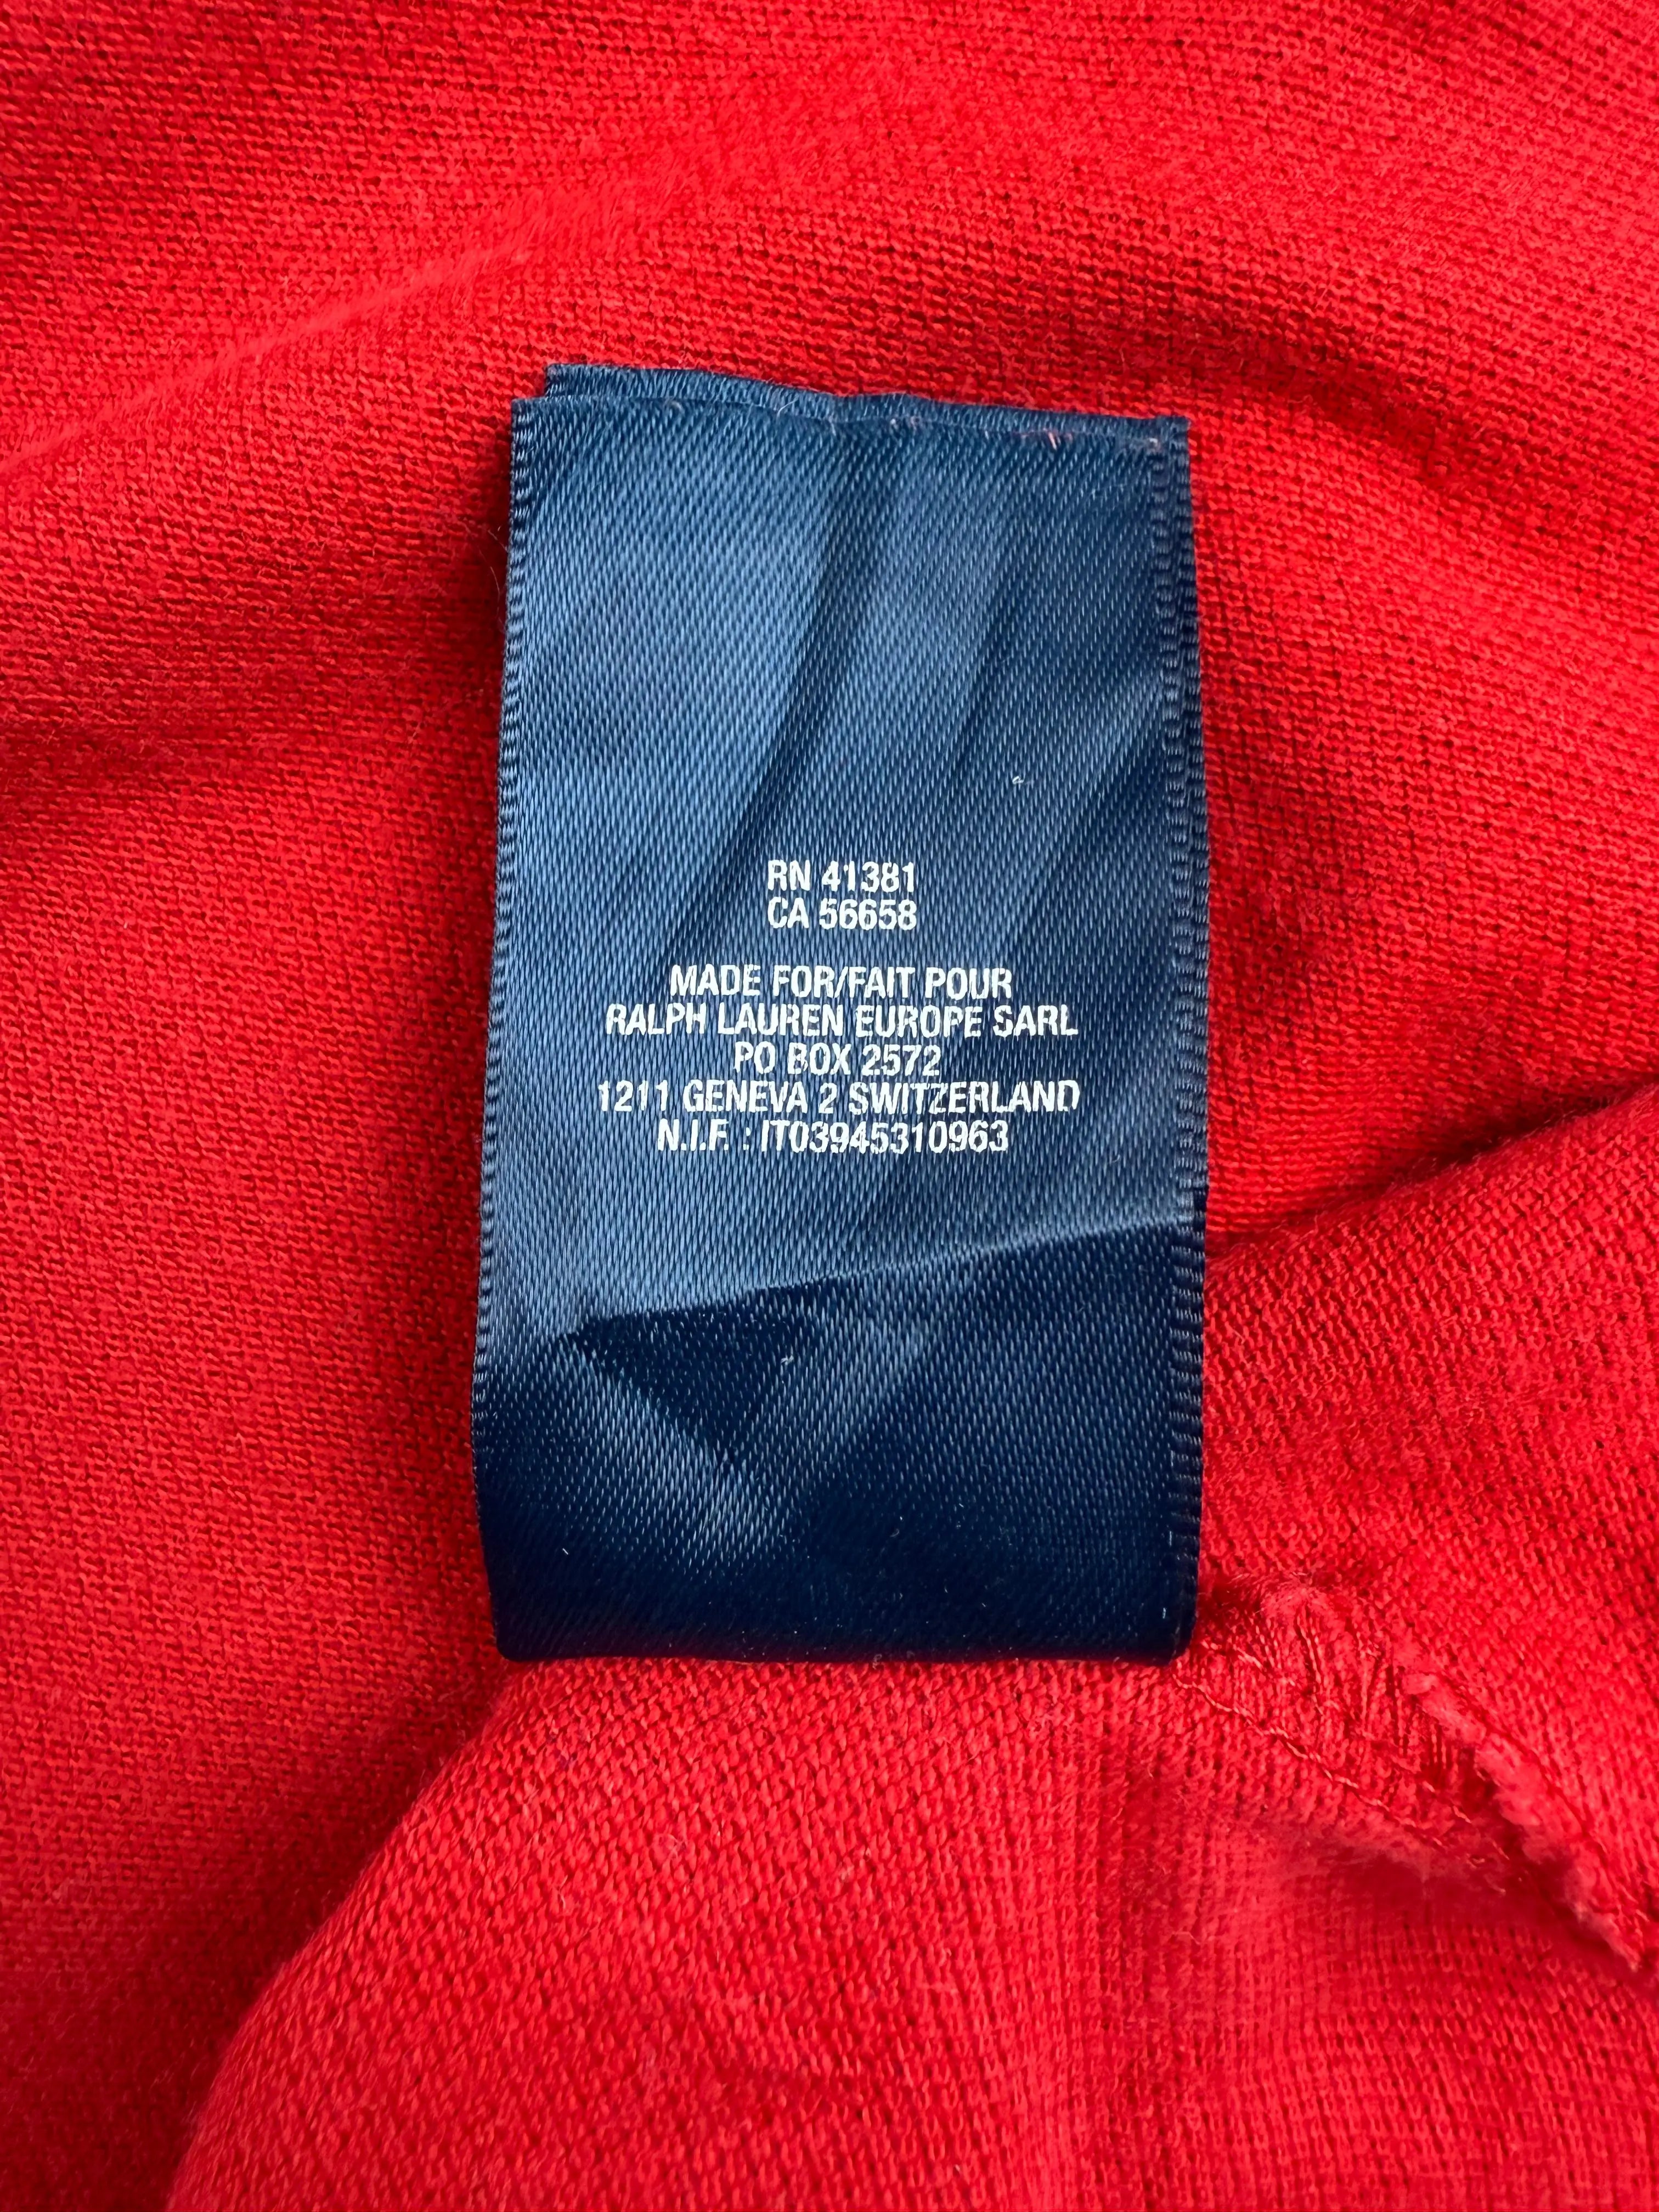 RN 41381
CA 56658
MADE FOR/FAIT POUR
RALPH LAUREN EUROPE SARL
PO BOX 2572
1211 GENEVA 2 SWITZERLAND
N.I.F. : IT03945310963